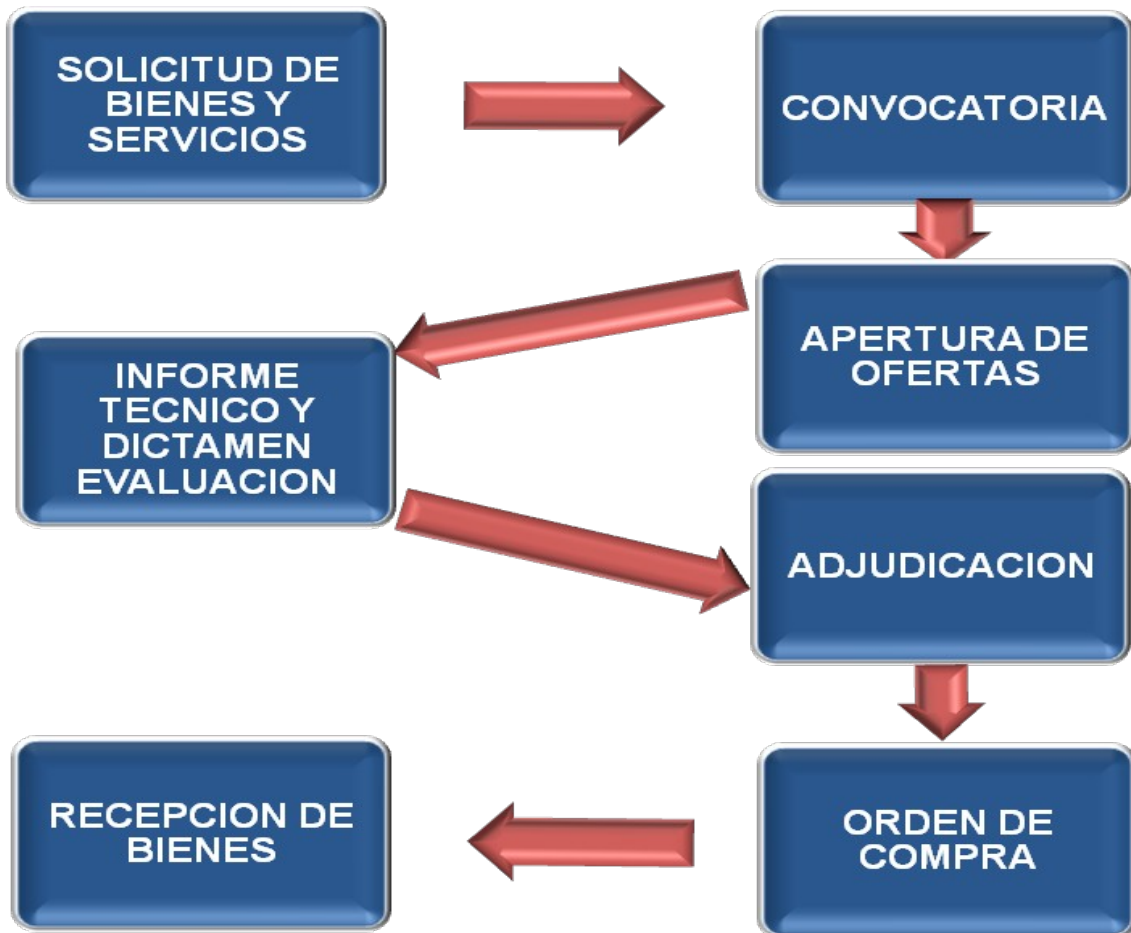 SOLICITUD DE
BIENES Y
SERVICIOS
CONVOCATORIA
APERTURA DE
OFERTAS
INFORME
TECNICO Y
DICTAMEN
EVALUACION
ADJUDICACION
ORDEN DE
COMPRA
RECEPCION DE
BIENES